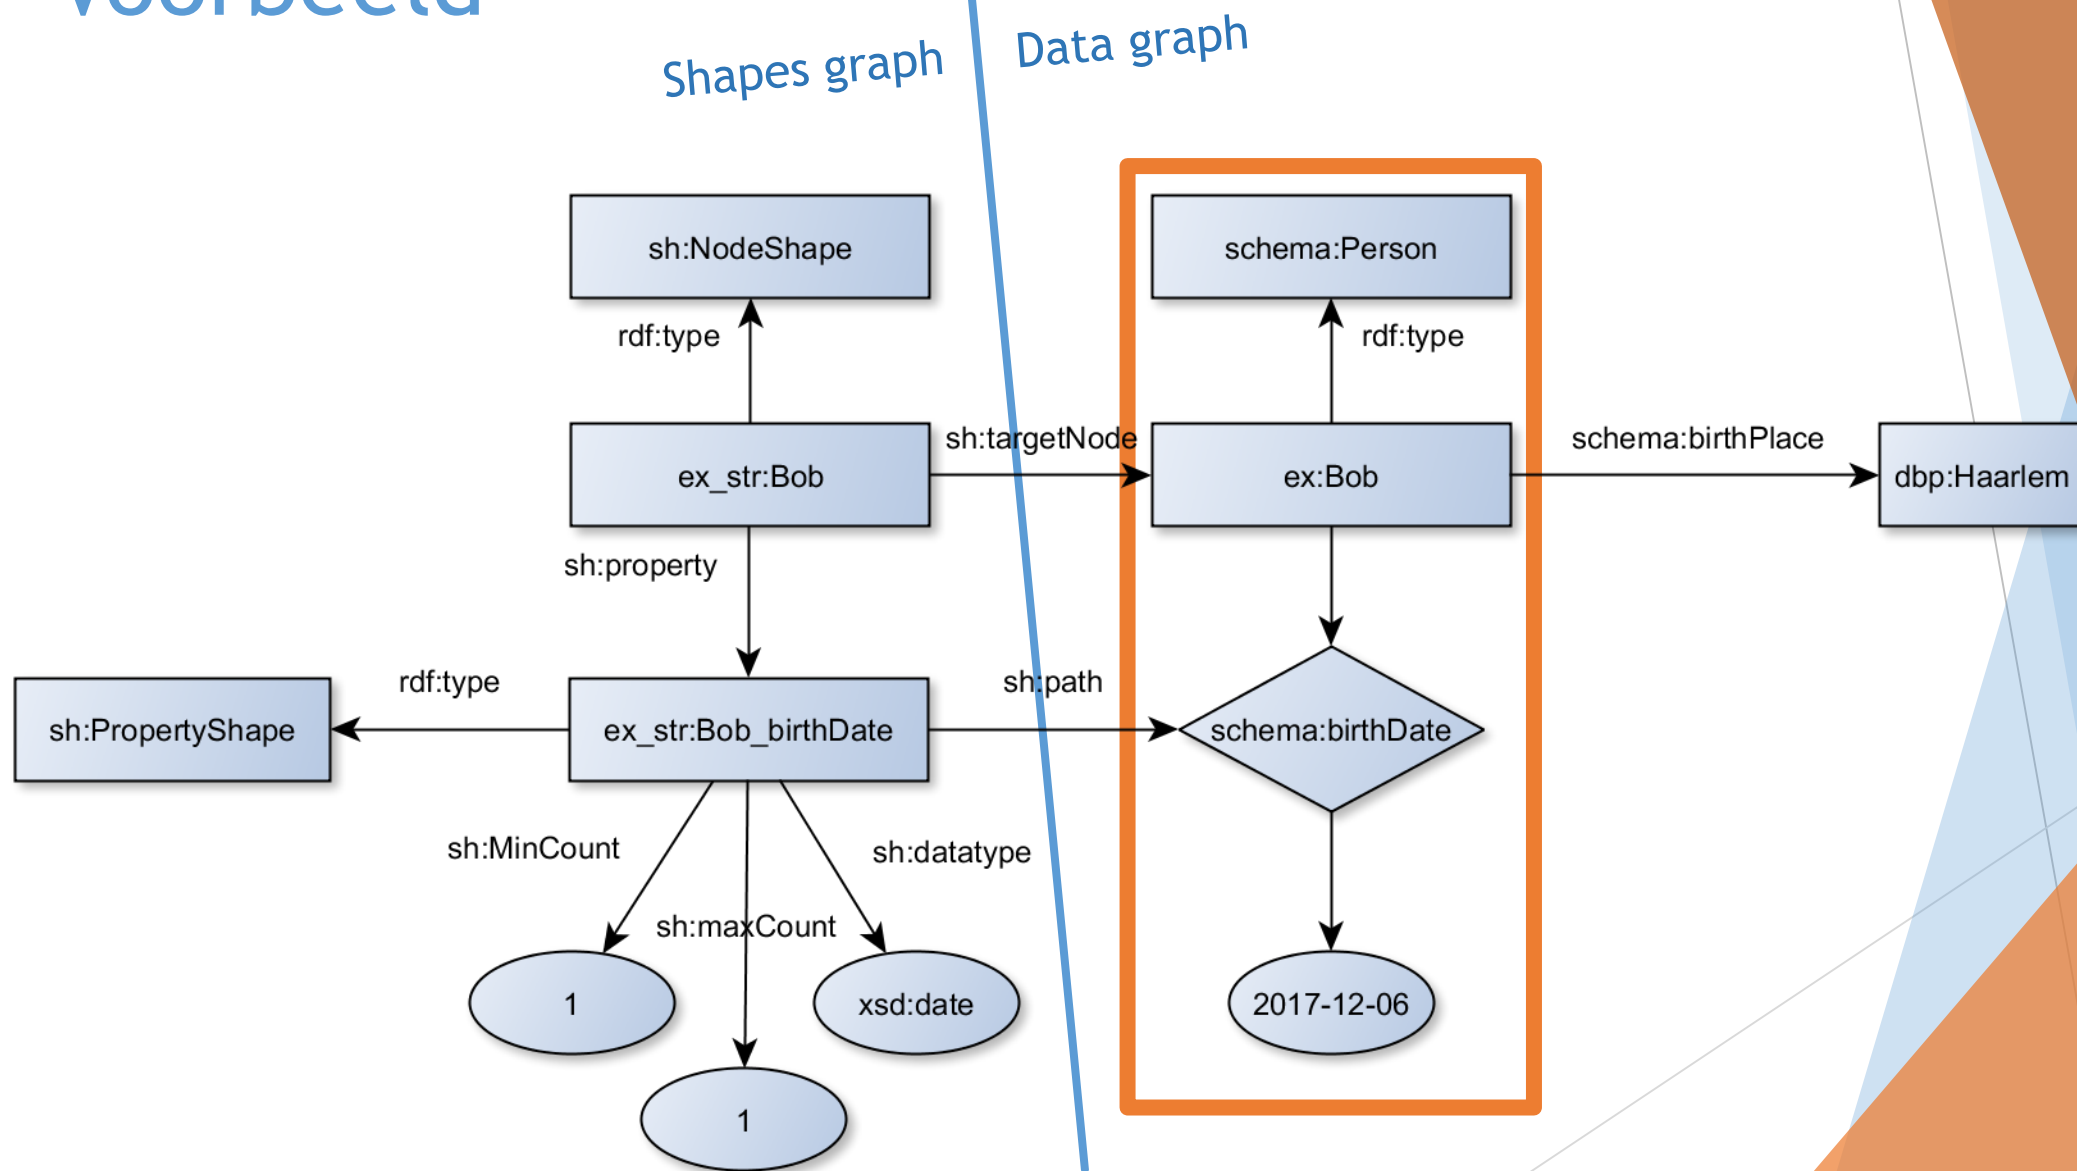 Voorbeeld
Shapes graph
Data graph
sh:NodeShape
schema:Person
rdf:type
rdf:type
ex_str:Bob
sh:targetNode
ex:Bob
schema:birthPlace
dbp:Haarlem
sh:property
sh:PropertyShape
rdf:type
ex_str:Bob_birthDate
sh:path
schema:birthDate
sh:MinCount
sh:maxCount
sh:datatype
1
xsd:date
2017-12-06
1